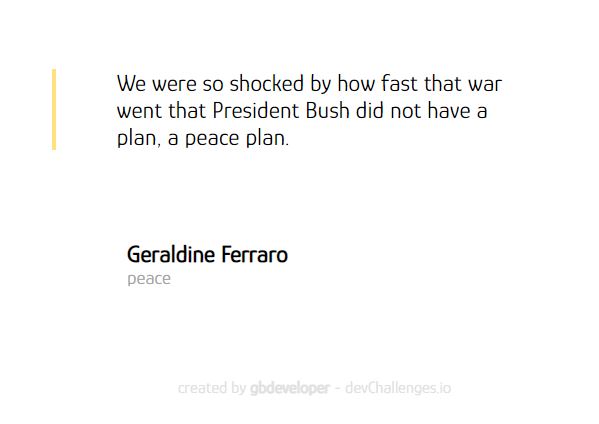 We were so shocked by how fast that war
went that President Bush did not have a
plan, a peace plan.
Geraldine Ferraro
peace
created by gbdeveloper - devChallenges.io